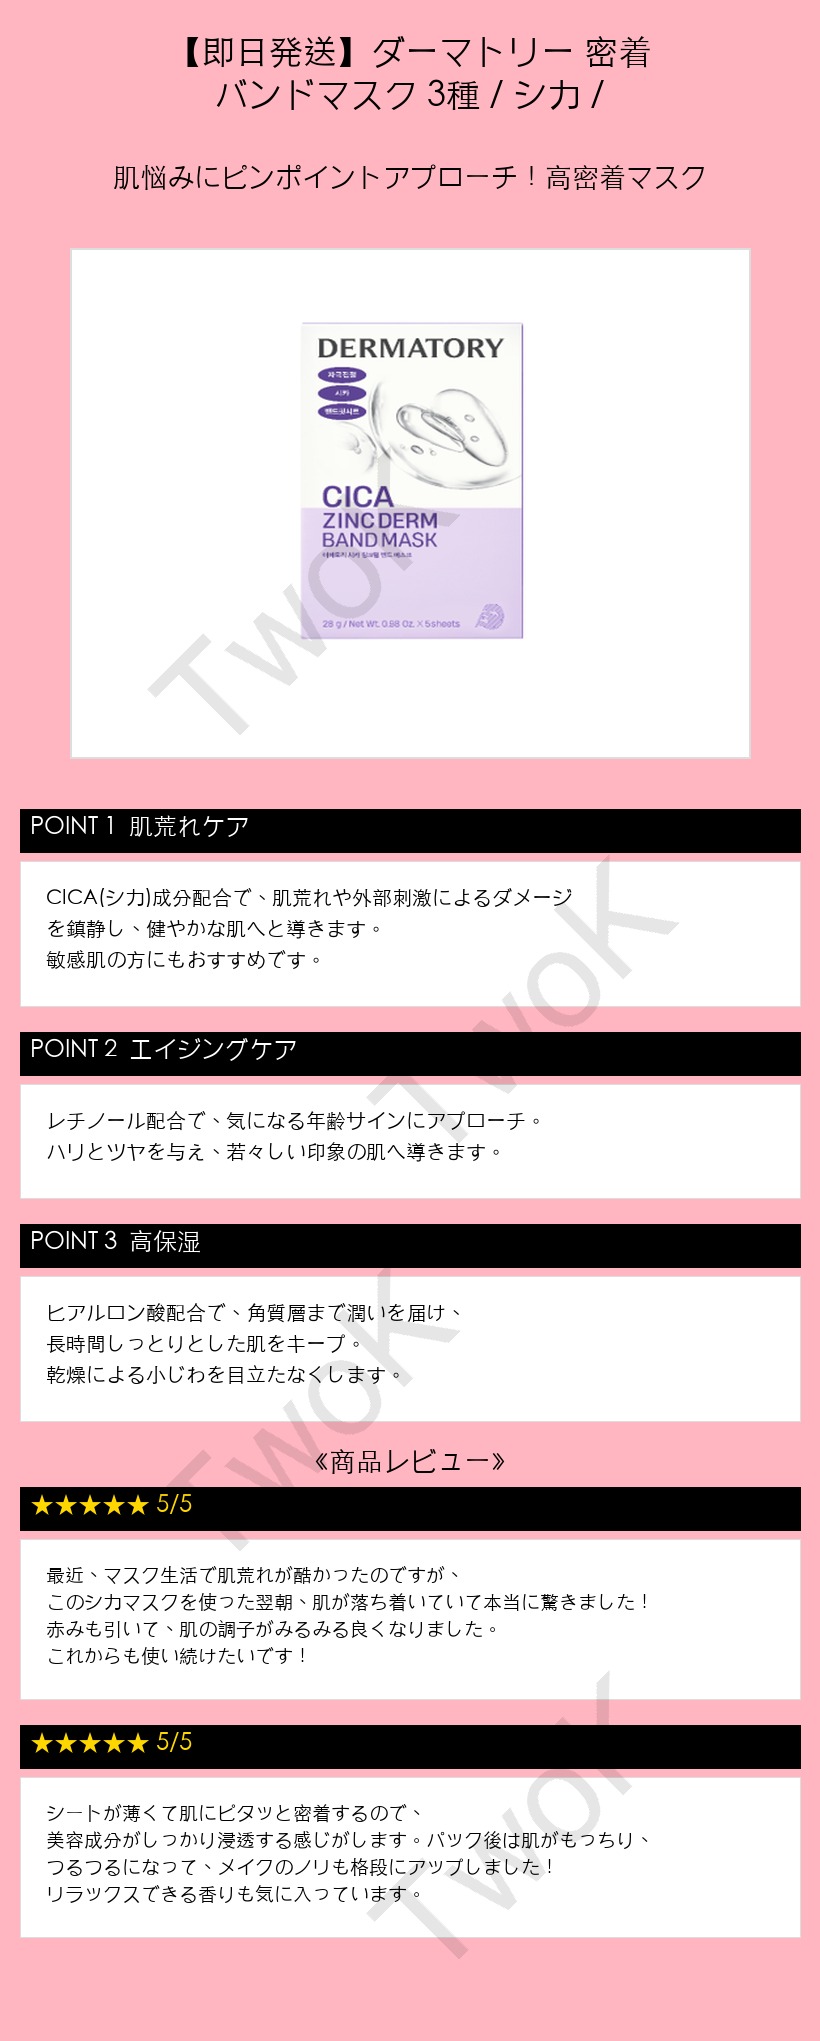 【即日発送】ダーマトリー 密着
バンドマスク 3種 / シカ /
肌悩みにピンポイントアプローチ！高密着マスク
DERMATORY
자극진정
시카
밴드핏시트
CICA
ZINC DERM
BAND MASK
28 g / Net Wt. 0.98 Oz. X 5sheets
TwoK
POINT 1 肌荒れケア
CICA(シカ)成分配合で、肌荒れや外部刺激によるダメージ
を鎮静し、健やかな肌へと導きます。
敏感肌の方にもおすすめです。
TwoK
POINT 2 エイジングケア
レチノール配合で、気になる年齢サインにアプローチ。
ハリとツヤを与え、若々しい印象の肌へ導きます。
POINT 3 高保湿
ヒアルロン酸配合で、角質層まで潤いを届け、
長時間しっとりとした肌をキープ。
乾燥による小じわを目立たなくします。
TwoK
《商品レビュー》
★★★★★ 5/5
最近、マスク生活で肌荒れが酷かったのですが、
このシカマスクを使った翌朝、肌が落ち着いていて本当に驚きました！
赤みも引いて、肌の調子がみるみる良くなりました。
これからも使い続けたいです！
★★★★★ 5/5
シートが薄くて肌にピタッと密着するので、
美容成分がしっかり浸透する感じがします。パック後は肌がもっちり、
つるつるになって、メイクのノリも格段にアップしました！
リラックスできる香りも気に入っています。
TwoK